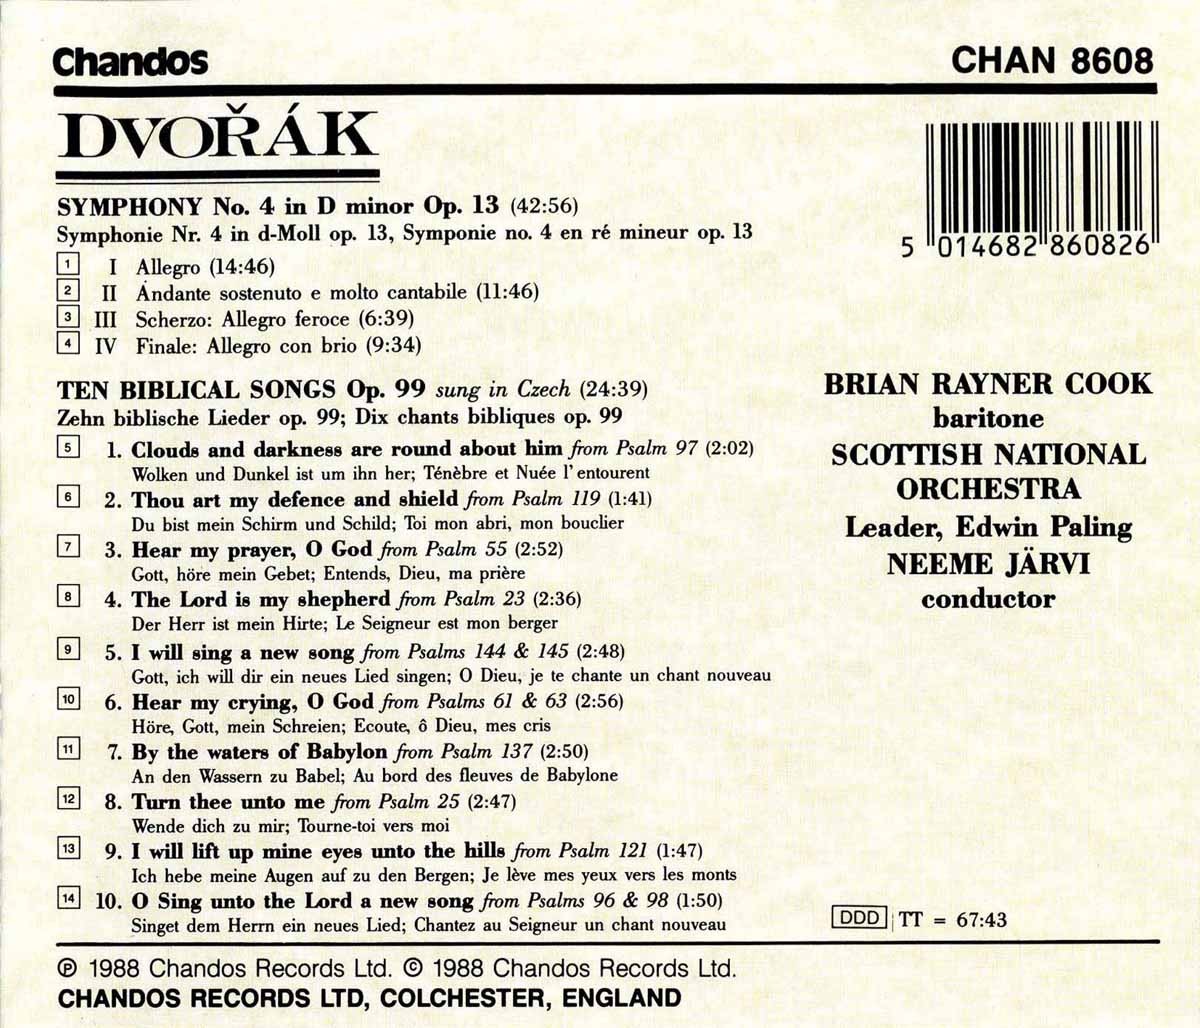 Chandos
CHAN 8608
DVOŘÁK
5 014682 860826
SYMPHONY No. 4 in D minor Op. 13 (42:56)
Symphonie Nr. 4 in d-Moll op. 13, Symponie no. 4 en ré mineur op. 13
1 I Allegro (14:46)
2 II Andante sostenuto e molto cantabile (11:46)
3 III Scherzo: Allegro feroce (6:39)
4 IV Finale: Allegro con brio (9:34)
TEN BIBLICAL SONGS Op. 99 sung in Czech (24:39)
Zehn biblische Lieder op. 99; Dix chants bibliques op. 99
5 1. Clouds and darkness are round about him from Psalm 97 (2:02)
Wolken und Dunkel ist um ihn her; Ténèbre et Nuée l'entourent
6 2. Thou art my defence and shield from Psalm 119 (1:41)
Du bist mein Schirm und Schild; Toi mon abri, mon bouclier
7 3. Hear my prayer, O God from Psalm 55 (2:52)
Gott, höre mein Gebet; Entends, Dieu, ma prière
8 4. The Lord is my shepherd from Psalm 23 (2:36)
Der Herr ist mein Hirte; Le Seigneur est mon berger
9 5. I will sing a new song from Psalms 144 & 145 (2:48)
Gott, ich will dir ein neues Lied singen; O Dieu, je te chante un chant nouveau
10 6. Hear my crying, O God from Psalms 61 & 63 (2:56)
Höre, Gott, mein Schreien; Ecoute, ô Dieu, mes cris
11 7. By the waters of Babylon from Psalm 137 (2:50)
An den Wassern zu Babel; Au bord des fleuves de Babylone
12 8. Turn thee unto me from Psalm 25 (2:47)
Wende dich zu mir; Tourne-toi vers moi
13 9. I will lift up mine eyes unto the hills from Psalm 121 (1:47)
Ich hebe meine Augen auf zu den Bergen; Je lève mes yeux vers les monts
14 10. O Sing unto the Lord a new song from Psalms 96 & 98 (1:50)
Singet dem Herrn ein neues Lied; Chantez au Seigneur un chant nouveau
BRIAN RAYNER COOK
baritone
SCOTTISH NATIONAL
ORCHESTRA
Leader, Edwin Paling
NEEME JÄRVI
conductor
DDD TT = 67:43
℗ 1988 Chandos Records Ltd. © 1988 Chandos Records Ltd.
CHANDOS RECORDS LTD, COLCHESTER, ENGLAND